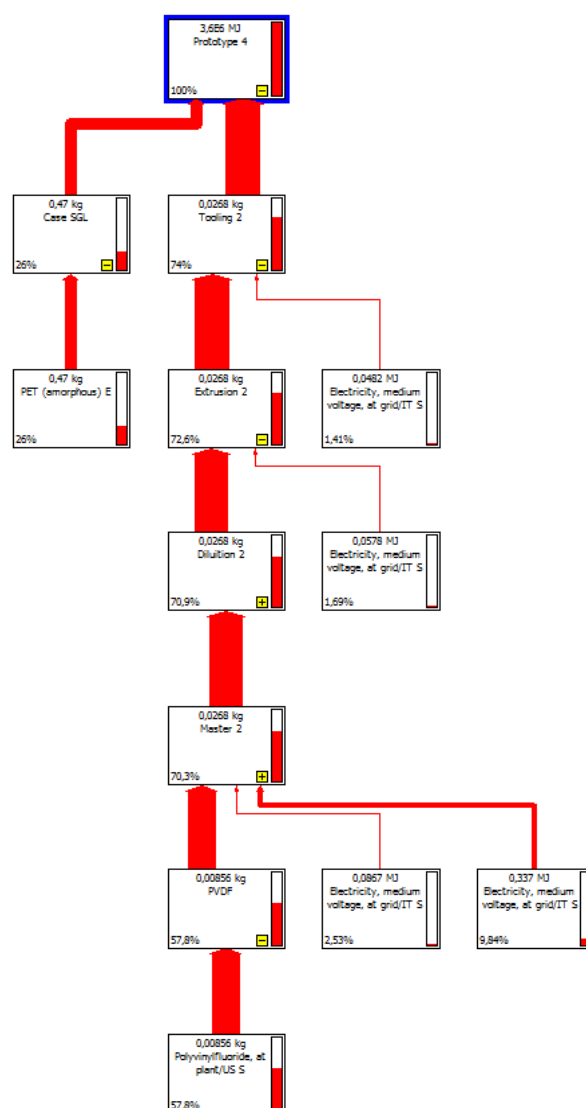 3,6E6 MJ
Prototype 4
100%
0,47 kg
Case SGL
26%
0,0268 kg
Tooling 2
74%
0,47 kg
PET (amorphous) E
26%
0,0268 kg
Extrusion 2
72,6%
0,0482 MJ
Electricity, medium
voltage, at grid/IT S
1,41%
0,0268 kg
Diluition 2
70,9%
0,0578 MJ
Electricity, medium
voltage, at grid/IT S
1,69%
0,0268 kg
Master 2
70,3%
0,00856 kg
PVDF
57,8%
0,0867 MJ
Electricity, medium
voltage, at grid/IT S
2,53%
0,337 MJ
Electricity, medium
voltage, at grid/IT S
9,84%
0,00856 kg
Polyvinylfluoride, at
plant/US S
57,8%